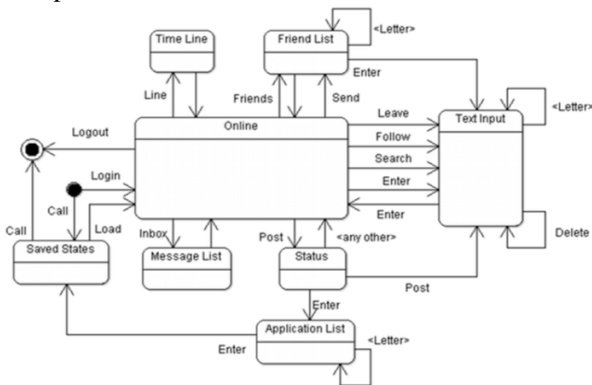 <Letter>
Time Line
Friend List
Enter
Line
Friends
Send
Leave
<Letter>
Online
Text Input
Logout
Follow
Search
Login
Enter
Call
Enter
Call
Load
Inbox
Post
<any other>
Delete
Saved States
Message List
Status
Post
Enter
Application List
<Letter>
Enter